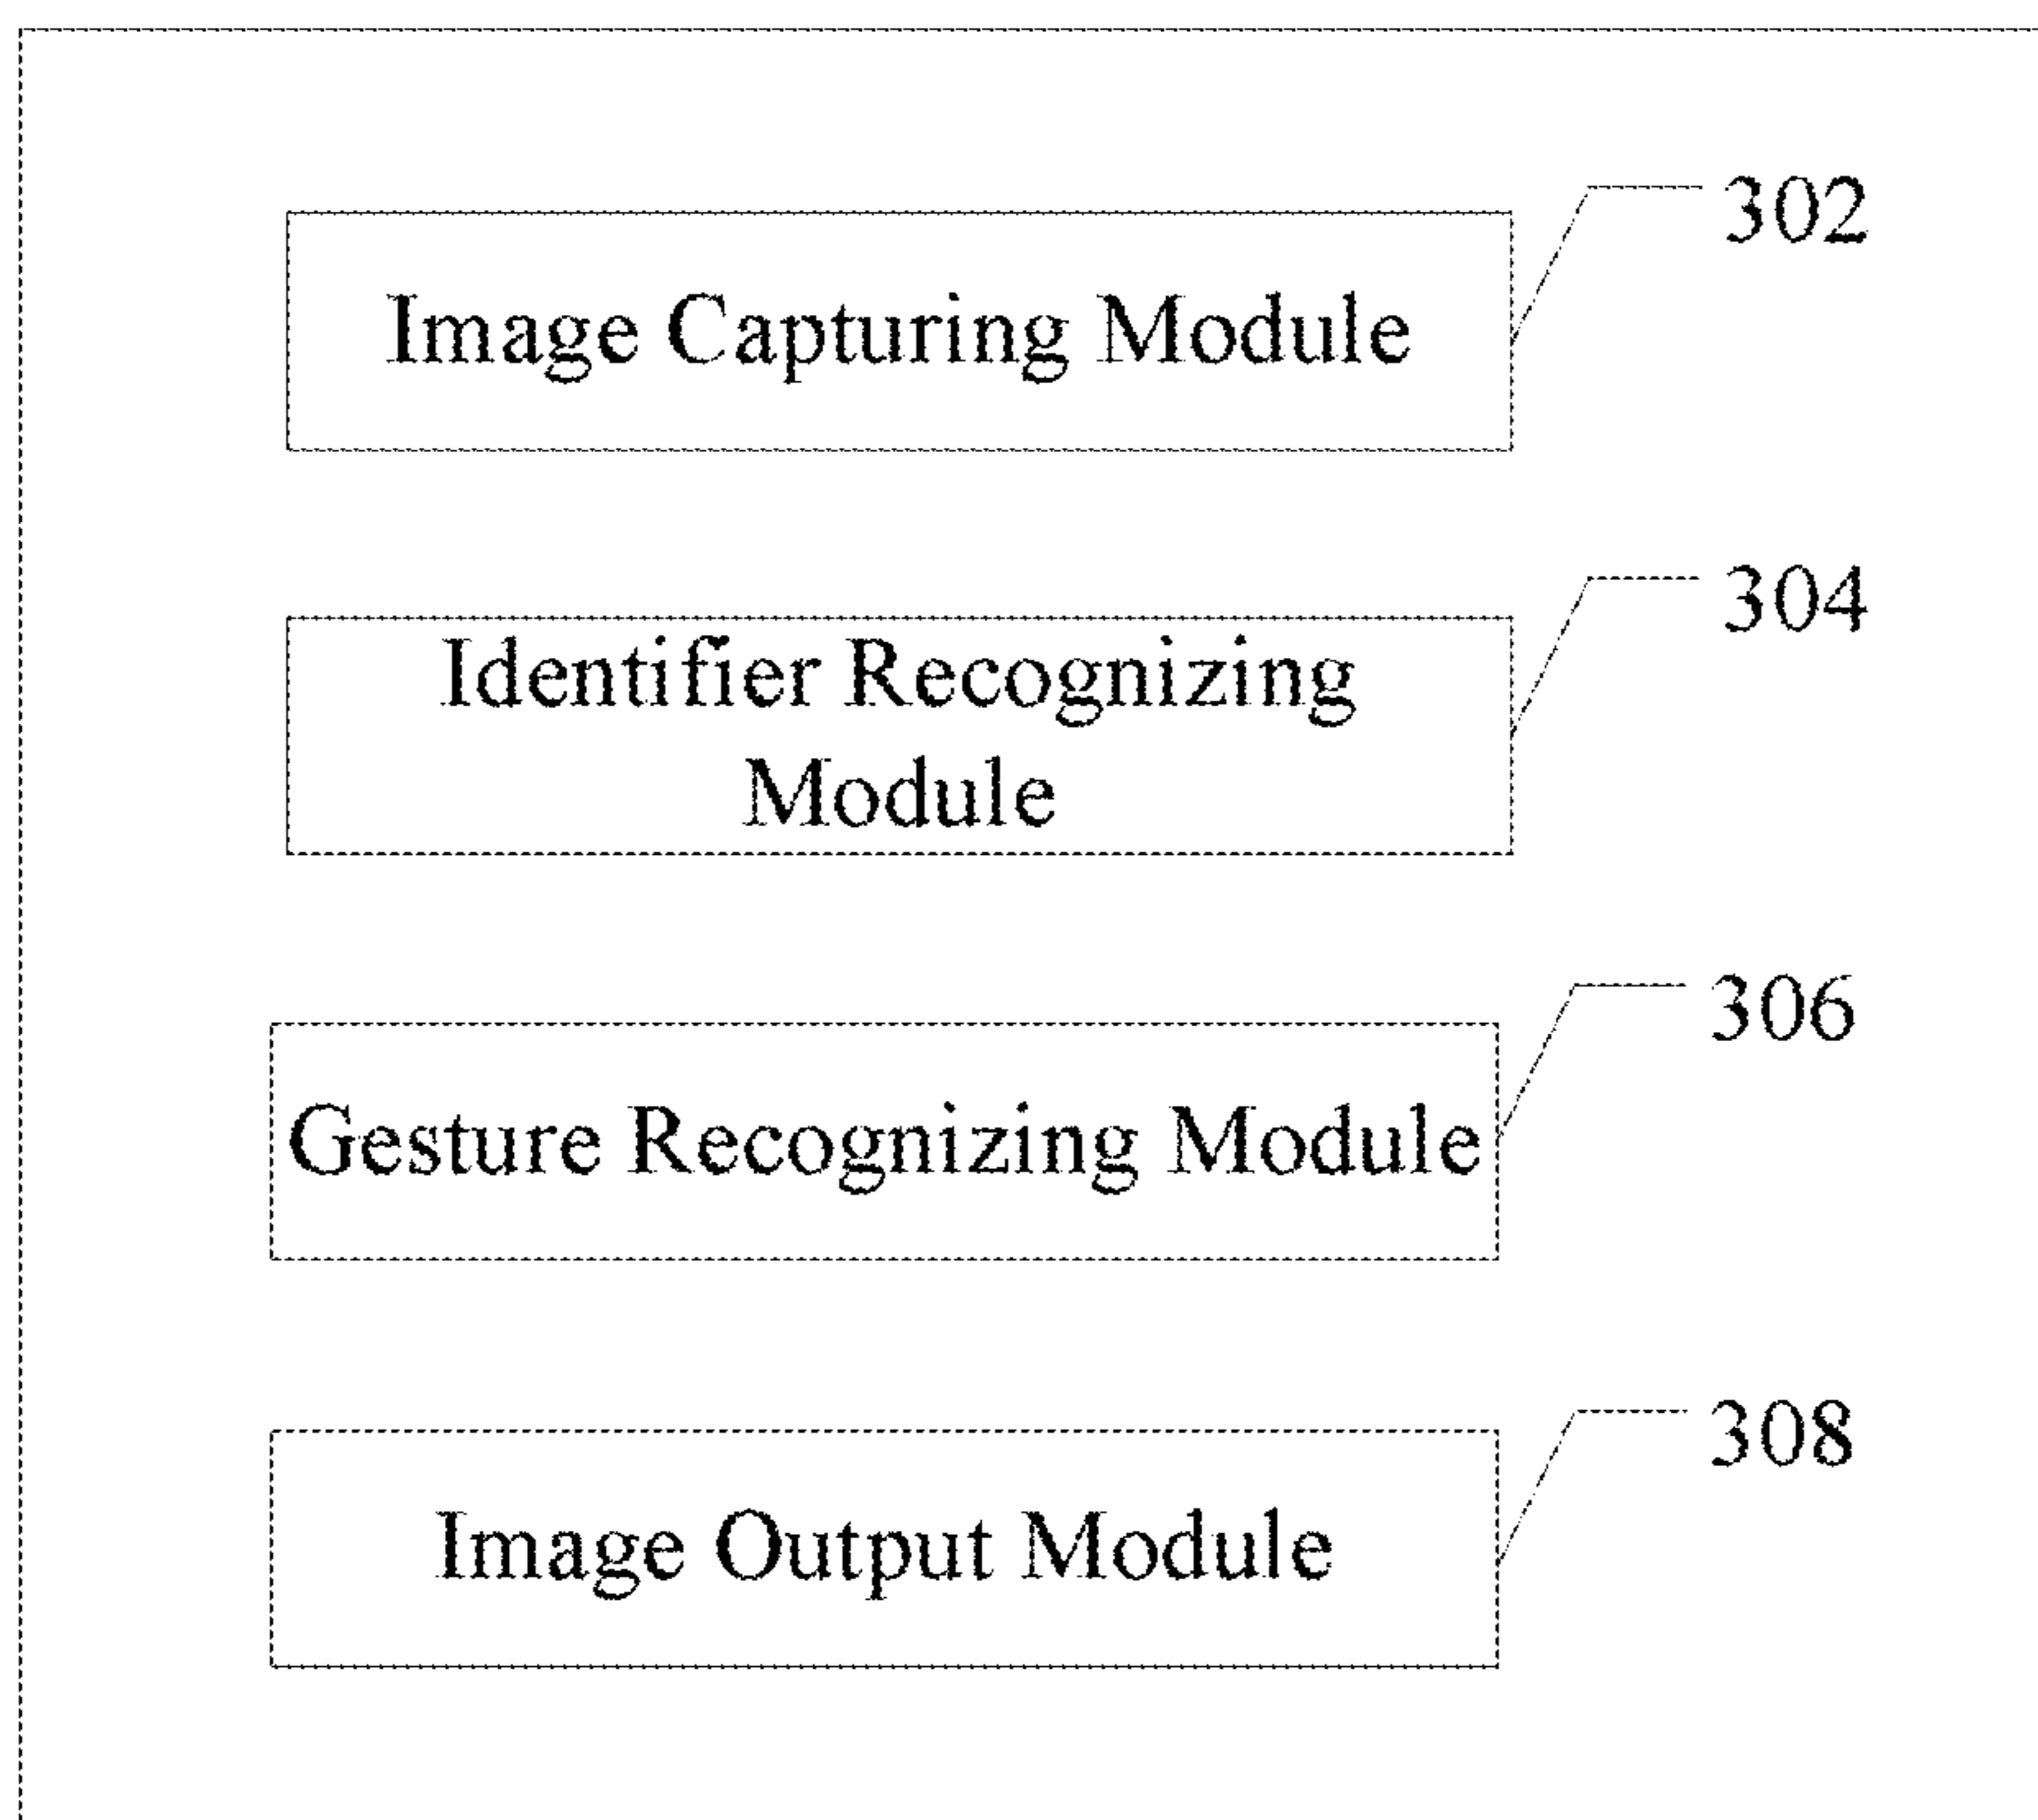 302
Image Capturing Module
304
Identifier Recognizing
Module
306
Gesture Recognizing Module
308
Image Output Module